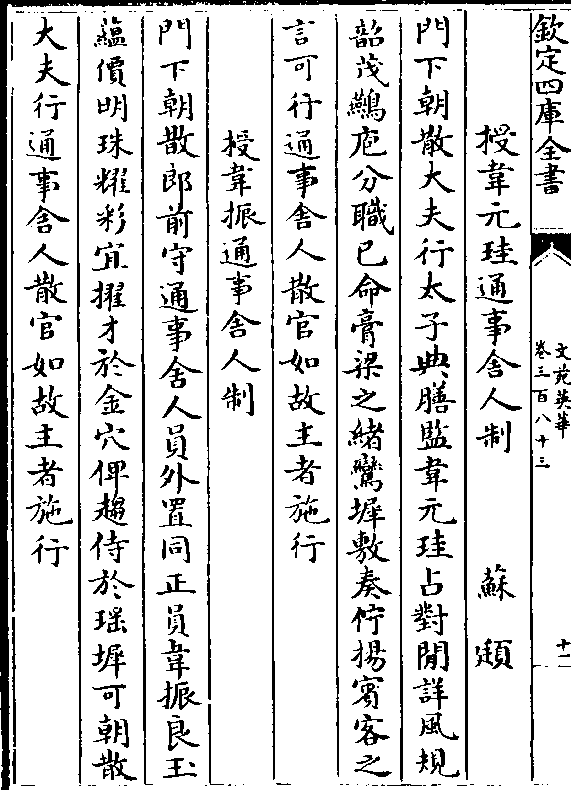 欽定四庫全書
文苑英華
卷三百八十三
十一
授韋元珪通事舍人制
蘇頲
門下朝散大夫行太子典膳監韋元珪占對閒詳風規
韶茂鷀庖分職已命膏梁之緒鸞墀敷奏佇揚賓客之
言可行通事舍人散官如故主者施行
授韋振通事舍人制
門下朝散郎前守通事舍人員外置同正員韋振良玉
蘊價明珠耀彩宜擢才於金穴俾趨侍於瑶墀可朝散
大夫行通事舍人散官如故主者施行